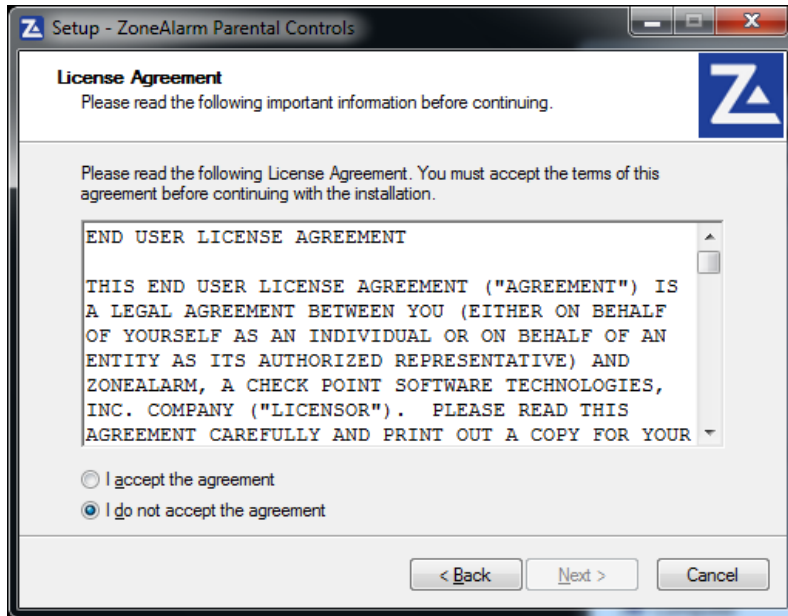 Setup - ZoneAlarm Parental Controls
License Agreement
Please read the following important information before continuing.
Z
Please read the following License Agreement. You must accept the terms of this
agreement before continuing with the installation.
END USER LICENSE AGREEMENT
THIS END USER LICENSE AGREEMENT ("AGREEMENT") IS
A LEGAL AGREEMENT BETWEEN YOU (EITHER ON BEHALF
OF YOURSELF AS AN INDIVIDUAL OR ON BEHALF OF AN
ENTITY AS ITS AUTHORIZED REPRESENTATIVE) AND
ZONEALARM, A CHECK POINT SOFTWARE TECHNOLOGIES,
INC. COMPANY ("LICENSOR").  PLEASE READ THIS
AGREEMENT CAREFULLY AND PRINT OUT A COPY FOR YOUR
I accept the agreement
I do not accept the agreement
< Back Next > Cancel